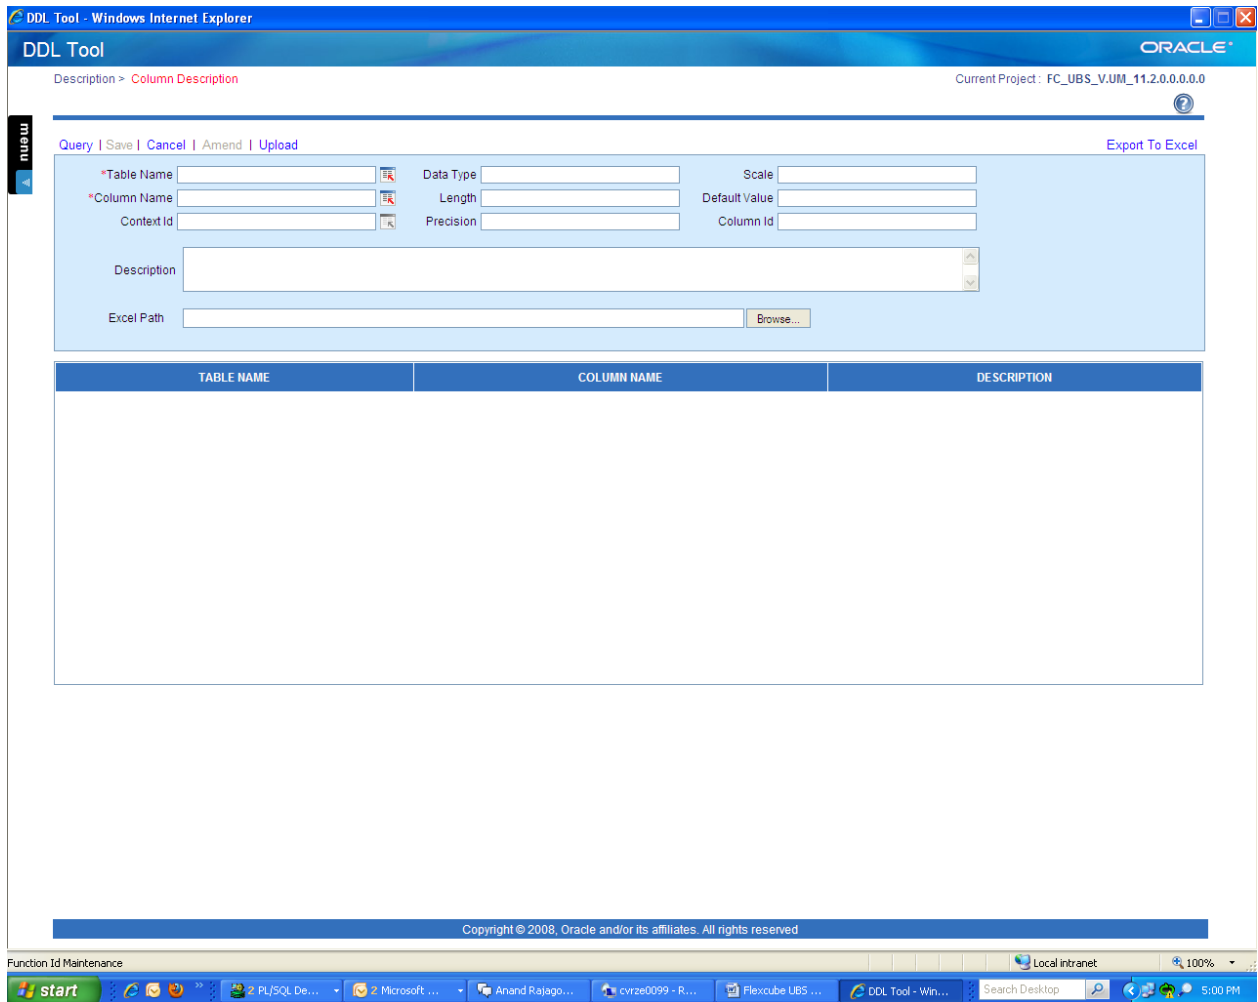 DDL Tool - Windows Internet Explorer
DDL Tool
ORACLE
Description > Column Description
Current Project : FC_UBS_V.UM_11.2.0.0.0.0.0
menu
Query | Save | Cancel | Amend | Upload
Export To Excel
*Table Name
Data Type
Scale
*Column Name
Length
Default Value
Context Id
Precision
Column Id
Description
Excel Path
Browse...
TABLE NAME
COLUMN NAME
DESCRIPTION
Copyright © 2008, Oracle and/or its affiliates. All rights reserved
Function Id Maintenance
Local intranet
100%
start
2 PL/SQL De...
2 Microsoft ...
Anand Rajago...
cvrze0099 - R...
Flexcube UBS ...
DDL Tool - Win...
Search Desktop
5:00 PM